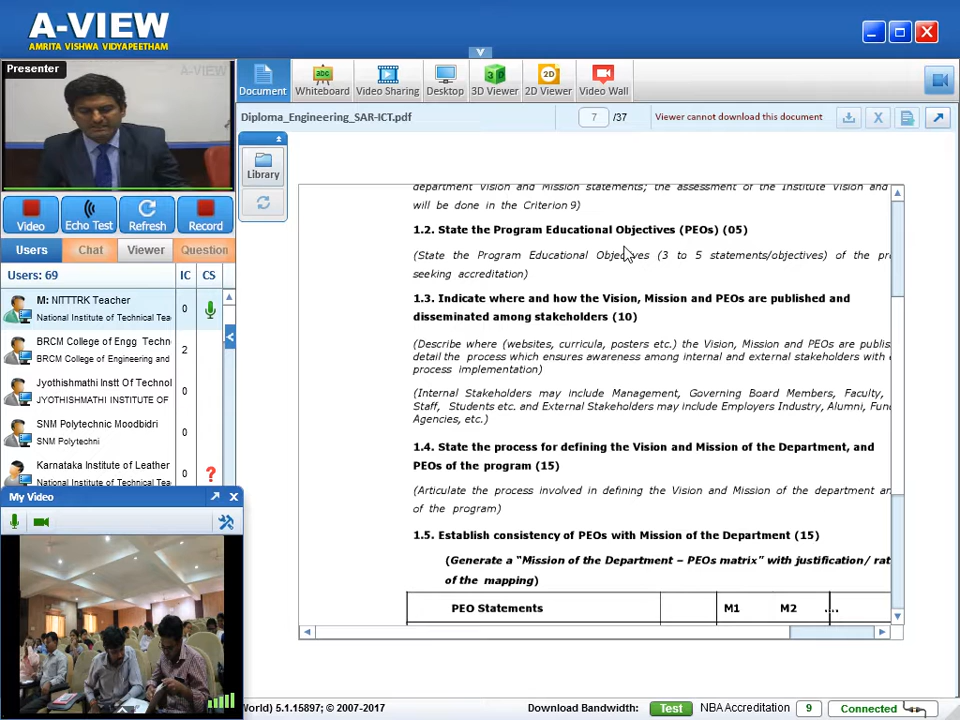 A-VIEW
AMRITA VISHWA VIDYAPEETHAM
Presenter
A-VIEW
Document
Whiteboard
Video Sharing
Desktop
3D Viewer
2D Viewer
Video Wall
abc
3D
2D
Diploma_Engineering_SAR-ICT.pdf
7 /37
Viewer cannot download this document
X
Library
Video
Echo Test
Refresh
Record
Users
Chat
Viewer
Question
Users: 69
IC
CS
M: NITTTRK Teacher
National Institute of Technical Tea
0
BRCM College of Engg Techn
BRCM College of Engineering and
2
Jyothishmathi Instt Of Technol
JYOTHISHMATHI INSTITUTE OF
0
SNM Polytechnic Moodbidri
SNM Polytechni
0
Karnataka Institute of Leather
National Institute of Technical Tea
0
?
My Video
department Vision and Mission statements; the assessment of the Institute Vision and
will be done in the Criterion 9)
1.2. State the Program Educational Objectives (PEOs) (05)
(State the Program Educational Objectives (3 to 5 statements/objectives) of the pr
seeking accreditation)
1.3. Indicate where and how the Vision, Mission and PEOs are published and
disseminated among stakeholders (10)
(Describe where (websites, curricula, posters etc.) the Vision, Mission and PEOs are publis
detail the process which ensures awareness among internal and external stakeholders with
process implementation)
(Internal Stakeholders may include Management, Governing Board Members, Faculty,
Staff, Students etc. and External Stakeholders may include Employers Industry, Alumni, Fun
Agencies, etc.)
1.4. State the process for defining the Vision and Mission of the Department, and
PEOs of the program (15)
(Articulate the process involved in defining the Vision and Mission of the department an
of the program)
1.5. Establish consistency of PEOs with Mission of the Department (15)
(Generate a “Mission of the Department – PEOs matrix” with justification/ rat
of the mapping)
PEO Statements
M1
M2
....
World) 5.1.15897; © 2007-2017
Download Bandwidth:
Test
NBA Accreditation
9
Connected